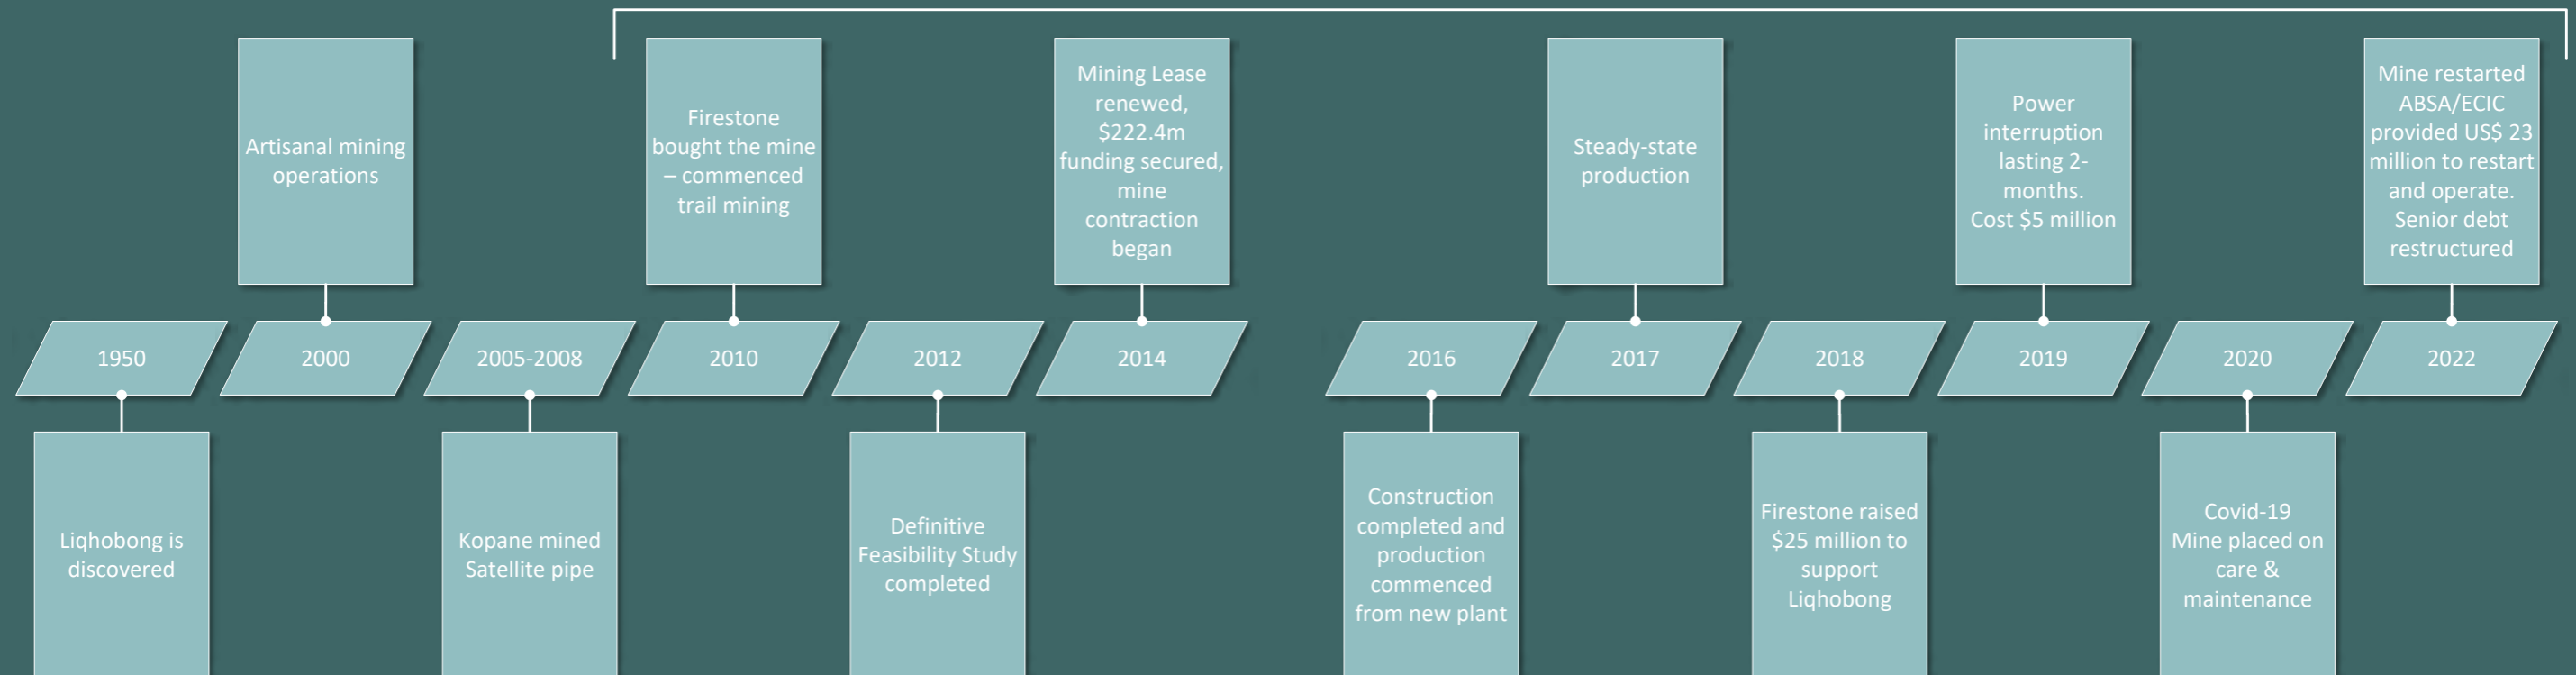 Artisanal mining
operations
Firestone
bought the mine
– commenced
trail mining
Mining Lease
renewed,
$222.4m
funding secured,
mine
contraction
began
Steady-state
production
Power
interruption
lasting 2-
months.
Cost $5 million
Mine restarted
ABSA/ECIC
provided US$ 23
million to restart
and operate.
Senior debt
restructured
1950
2000
2005-2008
2010
2012
2014
2016
2017
2018
2019
2020
2022
Liqhobong is
discovered
Kopane mined
Satellite pipe
Definitive
Feasibility Study
completed
Construction
completed and
production
commenced
from new plant
Firestone raised
$25 million to
support
Liqhobong
Covid-19
Mine placed on
care &
maintenance